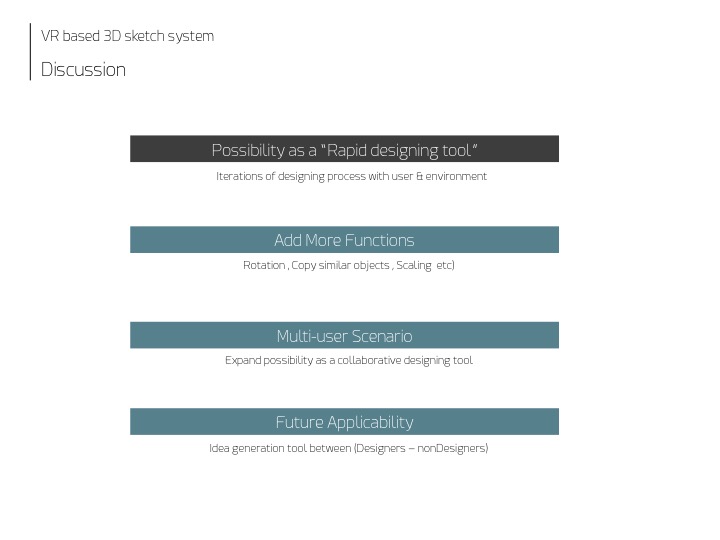 VR based 3D sketch system
Discussion
Possibility as a "Rapid designing tool"
Iterations of designing process with user & environment
Add More Functions
Rotation , Copy similar objects , Scaling  etc)
Multi-user Scenario
Expand possibility as a collaborative designing tool
Future Applicability
Idea generation tool between (Designers – nonDesigners)